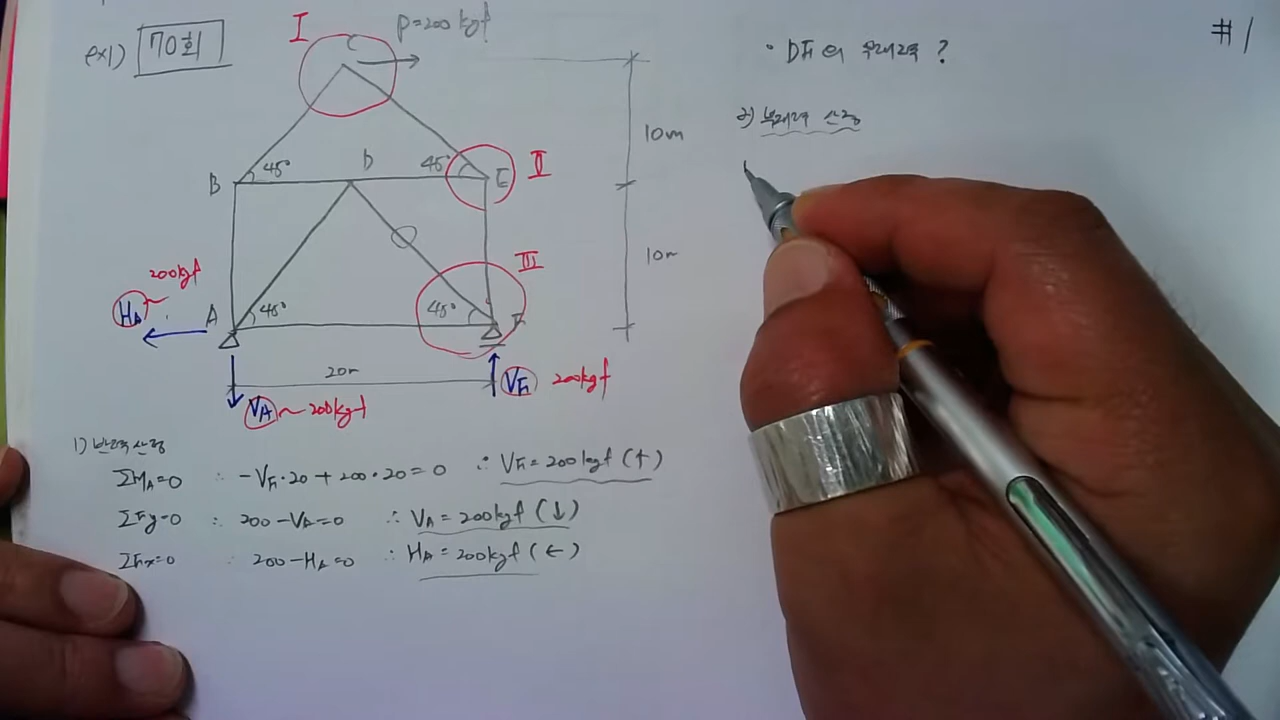 #1
ex1) 70회
I
C
P=200kgf
10m
B
45°
D
45°
E
II
10m
200kgf
HA
A
45°
45°
F
III
20m
VA ~ 200kgf
VF 200kgf
1) 반력산정
ΣMA=0 ∴ -VF·20+200·20=0 ∴ VF=200kgf(↑)
ΣFy=0 ∴ 200-VA=0 ∴ VA=200kgf(↓)
ΣFx=0 ∴ 200-HA=0 ∴ HA=200kgf(←)
• DF의 부재력?
2) 부재력 산정